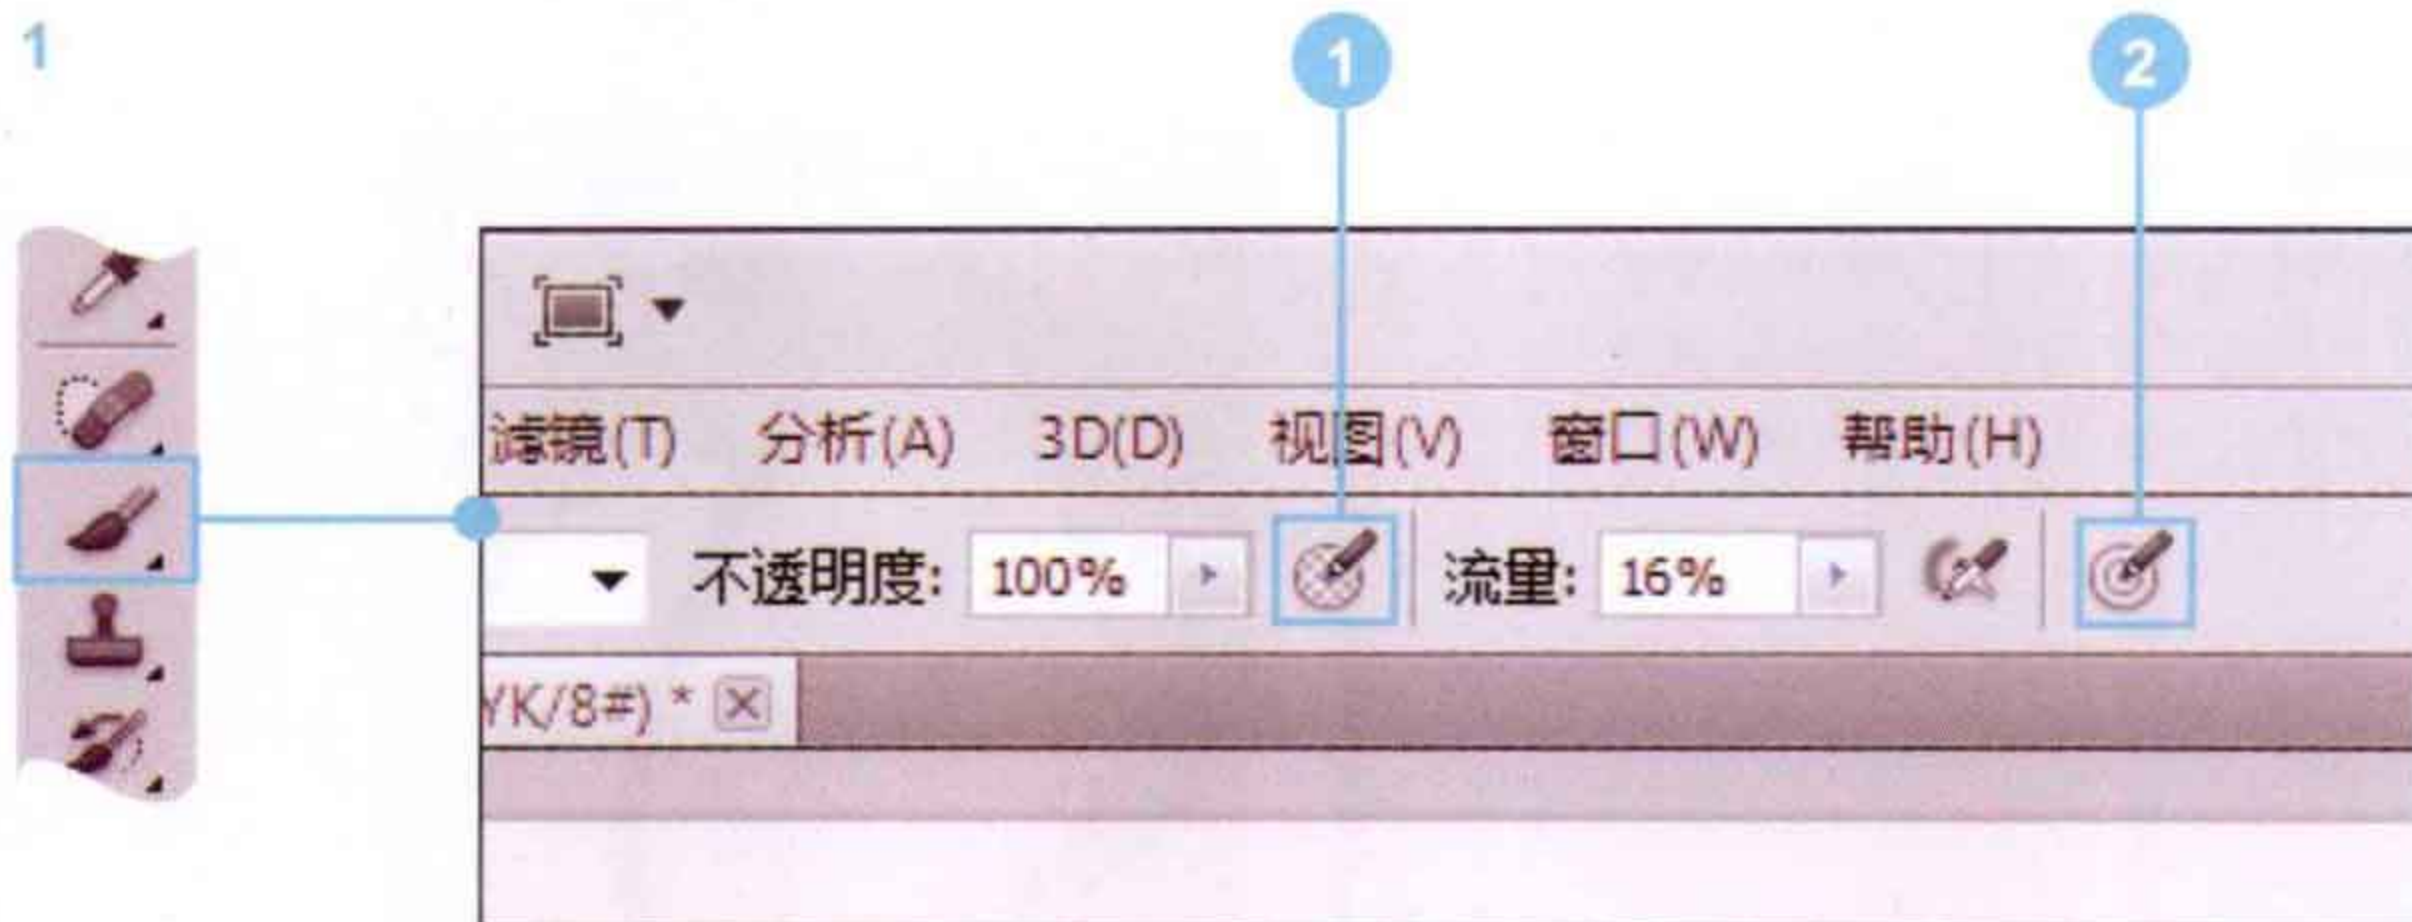 1
1 2
滤镜(T) 分析(A) 3D(D) 视图(V) 窗口(W) 帮助(H)
不透明度: 100% 流量: 16%
YK/8#) *